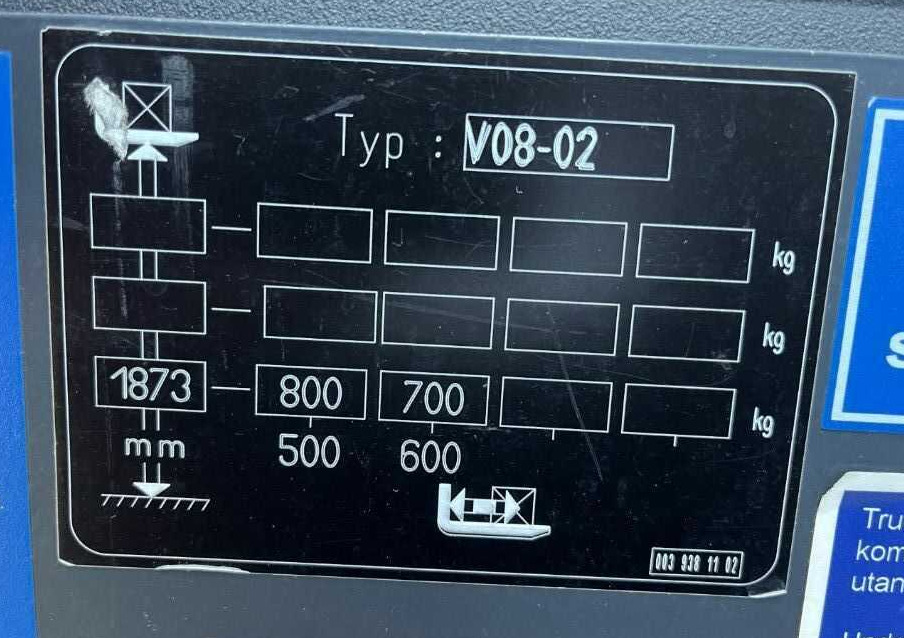 Typ : V08-02
kg
kg
1873 800 700 kg
mm 500 600
003 938 11 02
s
Tru
kom
utan